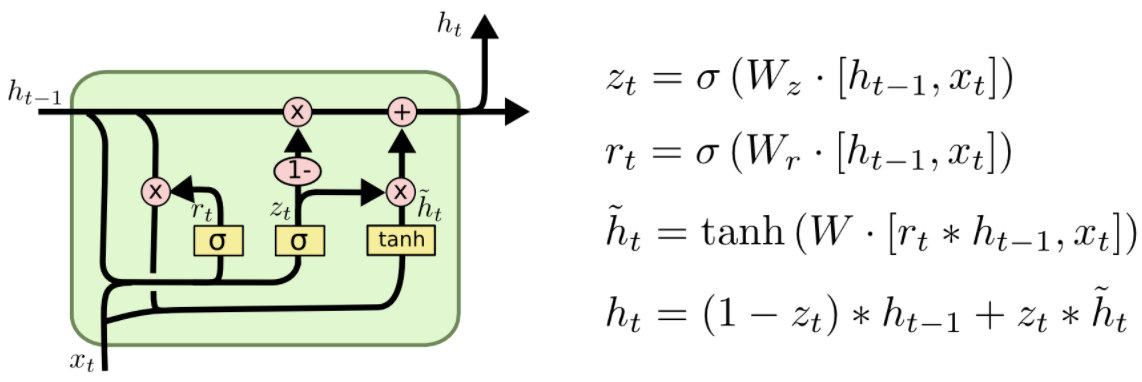 h_t
h_{t-1}
x
+
1-
x
r_t
z_t
x
h̃_t
σ
σ
tanh
x_t
z_t = σ (W_z · [h_{t-1}, x_t])
r_t = σ (W_r · [h_{t-1}, x_t])
h̃_t = tanh (W · [r_t * h_{t-1}, x_t])
h_t = (1 − z_t) * h_{t-1} + z_t * h̃_t